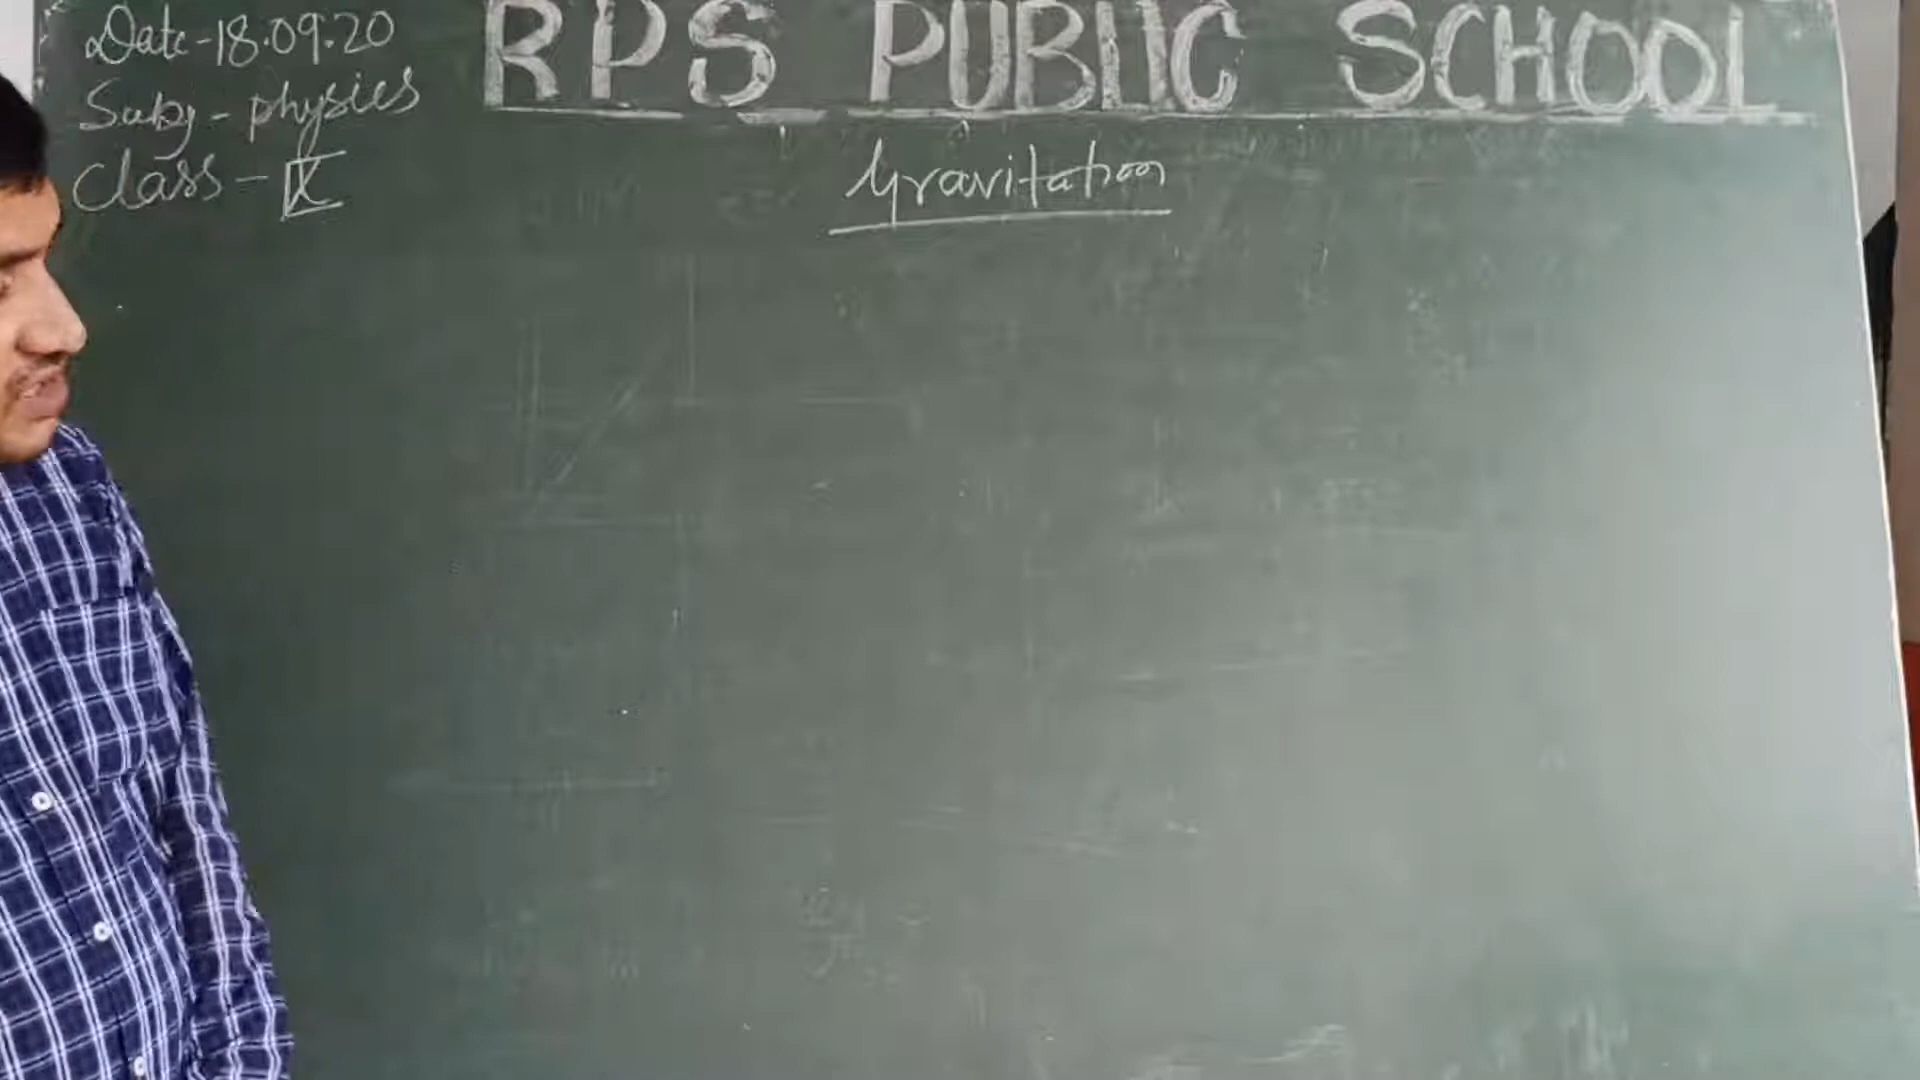 Date-18.09.20
RPS PUBLIC SCHOOL
Subj - physics
Class - IX
Gravitation